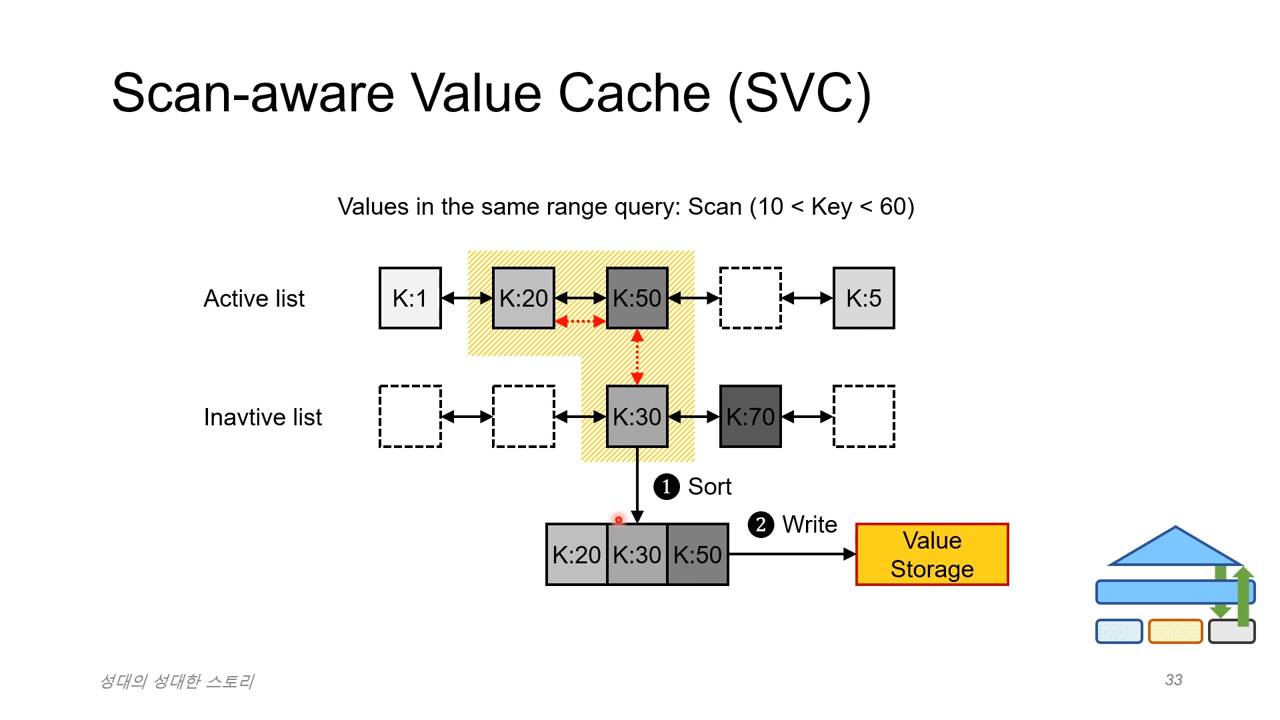 Scan-aware Value Cache (SVC)
Values in the same range query: Scan (10 < Key < 60)
Active list
K:1
K:20
K:50
K:5
Inavtive list
K:30
K:70
❶ Sort
K:20
K:30
K:50
❷ Write
Value
Storage
성대의 성대한 스토리
33